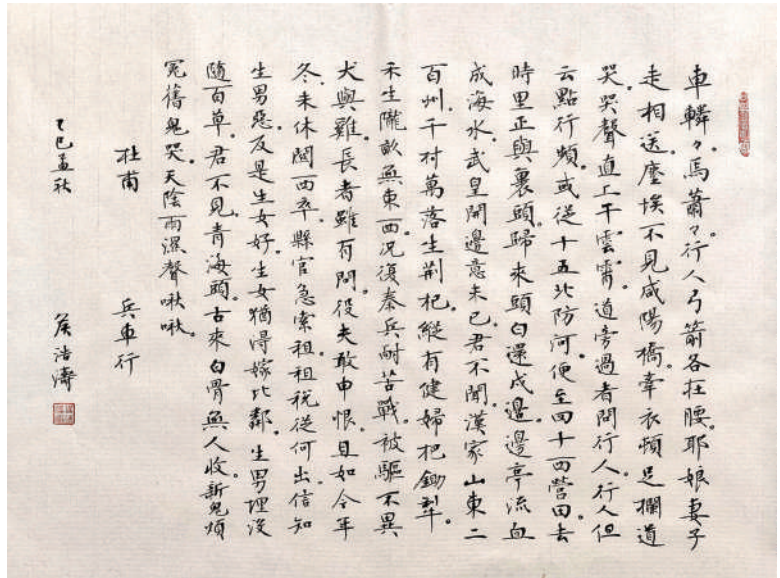 車轔々。馬蕭々。行人弓箭各在腰。耶娘妻子
走相送。塵埃不見咸陽橋。牽衣頓足攔道
哭。哭聲直上干雲霄。道旁過者問行人。行人但
云點行頻。或從十五北防河。便至四十西營田。去
時里正與裹頭。歸來頭白還戍邊。邊亭流血
成海水。武皇開邊意未已。君不聞。漢家山東二
百州。千村萬落生荆杞。縱有健婦把鋤犁。
禾生隴畝無東西。况復秦兵耐苦戰。被驅不異
犬與雞。長者雖有問。役夫敢申恨。且如今年
冬。未休關西卒。縣官急索租。租税從何出。信知
生男惡。反是生女好。生女猶得嫁比鄰。生男埋沒
隨百草。君不見。青海頭。古來白骨無人收。新鬼煩
冤舊鬼哭。天陰雨濕聲啾啾。
杜甫 兵車行
乙巳孟秋 侯浩濤